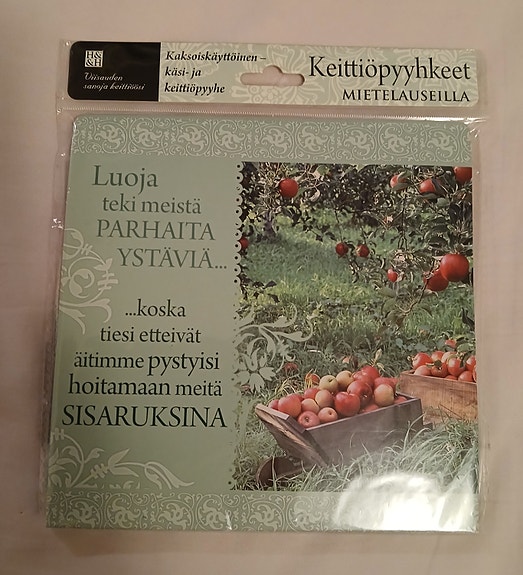 H&
&H
Viisauden
sanoja keittiöösi
Kaksoiskäyttöinen –
käsi- ja
keittiöpyyhe
Keittiöpyyhkeet
MIETELAUSEILLA
Luoja
teki meistä
PARHAITA
YSTÄVIÄ...
...koska
tiesi etteivät
äitimme pystyisi
hoitamaan meitä
SISARUKSINA